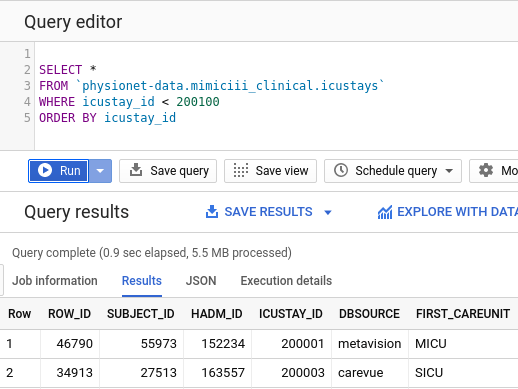 Query editor
1
2 SELECT *
3 FROM `physionet-data.mimiciii_clinical.icustays`
4 WHERE icustay_id < 200100
5 ORDER BY icustay_id
Run Save query Save view Schedule query Mo
Query results SAVE RESULTS EXPLORE WITH DATA
Query complete (0.9 sec elapsed, 5.5 MB processed)
Job information Results JSON Execution details
Row ROW_ID SUBJECT_ID HADM_ID ICUSTAY_ID DBSOURCE FIRST_CAREUNIT
1 46790 55973 152234 200001 metavision MICU
2 34913 27513 163557 200003 carevue SICU